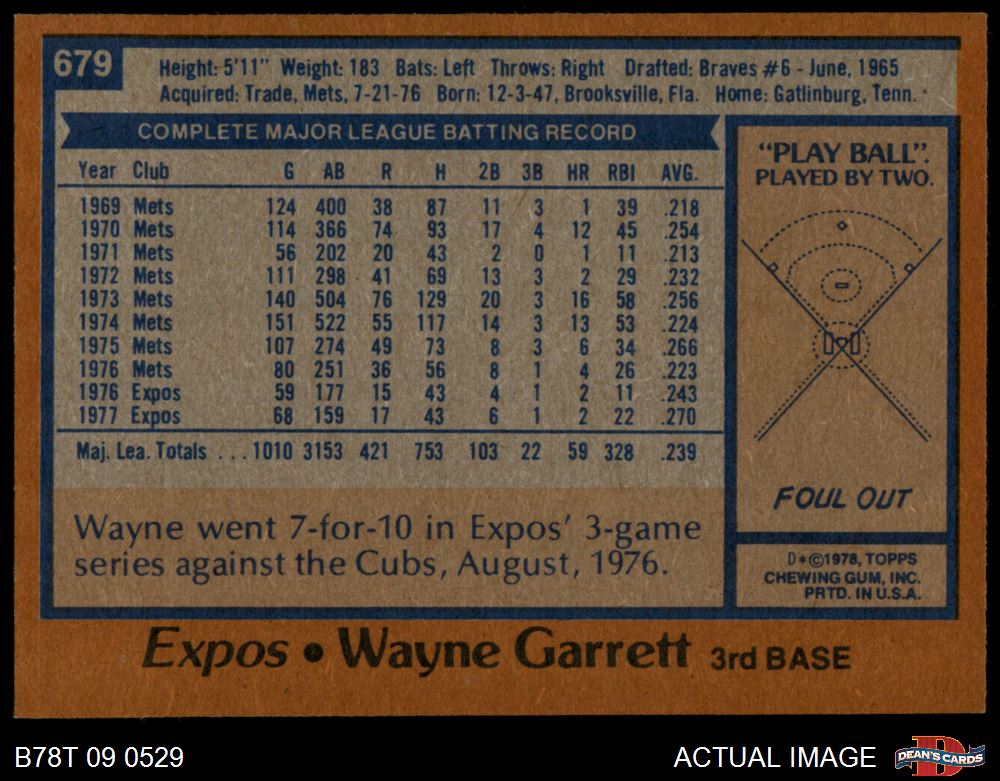 679
Height: 5'11" Weight: 183 Bats: Left Throws: Right Drafted: Braves #6 - June, 1965
Acquired: Trade, Mets, 7-21-76 Born: 12-3-47, Brooksville, Fla. Home: Gatlinburg, Tenn.
COMPLETE MAJOR LEAGUE BATTING RECORD
Year Club G AB R H 2B 3B HR RBI AVG.
1969 Mets 124 400 38 87 11 3 1 39 .218
1970 Mets 114 366 74 93 17 4 12 45 .254
1971 Mets 56 202 20 43 2 0 1 11 .213
1972 Mets 111 298 41 69 13 3 2 29 .232
1973 Mets 140 504 76 129 20 3 16 58 .256
1974 Mets 151 522 55 117 14 3 13 53 .224
1975 Mets 107 274 49 73 8 3 6 34 .266
1976 Mets 80 251 36 56 8 1 4 26 .223
1976 Expos 59 177 15 43 4 1 2 11 .243
1977 Expos 68 159 17 43 6 1 2 22 .270
Maj. Lea. Totals . . . 1010 3153 421 753 103 22 59 328 .239
Wayne went 7-for-10 in Expos' 3-game
series against the Cubs, August, 1976.
"PLAY BALL".
PLAYED BY TWO.
FOUL OUT
D*©1978, TOPPS
CHEWING GUM, INC.
PRTD. IN U.S.A.
Expos • Wayne Garrett 3rd BASE
B78T 09 0529
ACTUAL IMAGE
D
DEAN'S CARDS